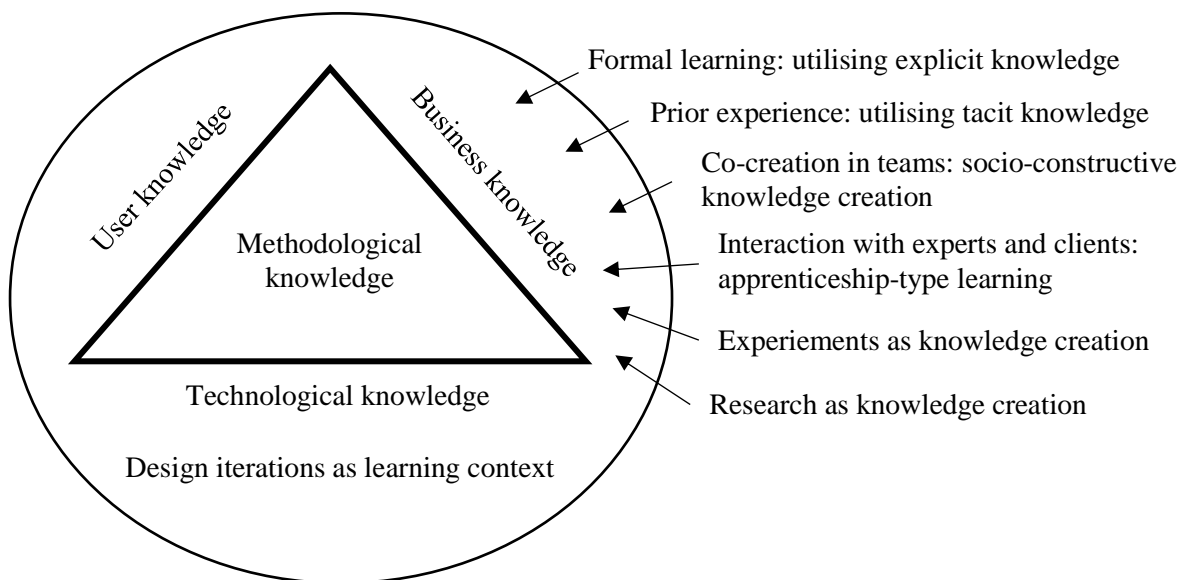 Formal learning: utilising explicit knowledge
Prior experience: utilising tacit knowledge
Co-creation in teams: socio-constructive
knowledge creation
Interaction with experts and clients:
apprenticeship-type learning
Experiements as knowledge creation
Research as knowledge creation
User knowledge
Business knowledge
Methodological
knowledge
Technological knowledge
Design iterations as learning context